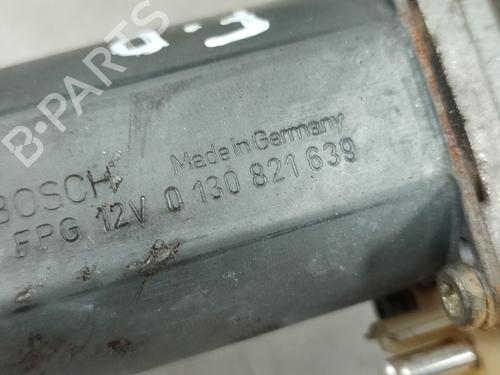 B-PARTS
BOSCH Made in Germany
FPG 12V 0 130 821 639